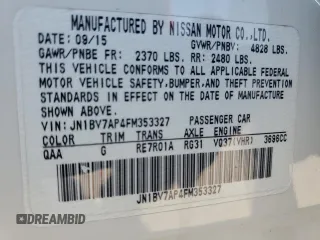 MANUFACTURED BY NISSAN MOTOR CO.,LTD.
DATE: 09/15 GVWR/PNBV: 4828 LBS.
GAWR/PNBE FR: 2370 LBS. RR: 2480 LBS.
THIS VEHICLE CONFORMS TO ALL APPLICABLE FEDERAL
MOTOR VEHICLE SAFETY, BUMPER, AND THEFT PREVENTION
STANDARDS IN EFFECT ON THE DATE OF MANUFACTURE
SHOWN ABOVE.
VIN:JN1BV7AP4FM353327 PASSENGER CAR
COLOR TRIM TRANS AXLE ENGINE
QAA G RE7R01A RG31 VQ37(VHR) 3696CC
JN1BV7AP4FM353327
© 2026 AutoBidCar.com